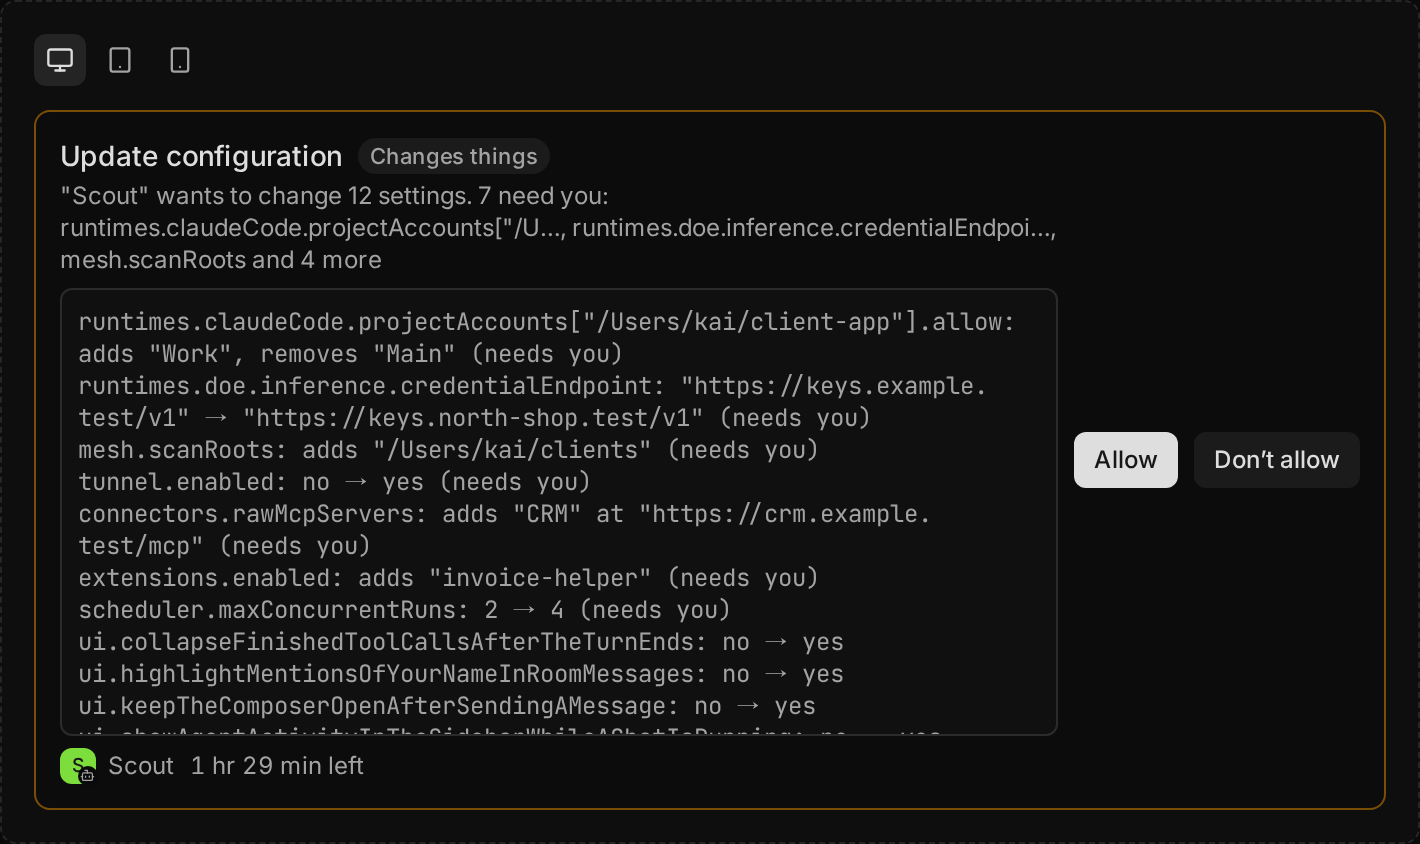 Update configuration Changes things
"Scout" wants to change 12 settings. 7 need you:
runtimes.claudeCode.projectAccounts["/U..., runtimes.doe.inference.credentialEndpoi...,
mesh.scanRoots and 4 more
runtimes.claudeCode.projectAccounts["/Users/kai/client-app"].allow:
adds "Work", removes "Main" (needs you)
runtimes.doe.inference.credentialEndpoint: "https://keys.example.
test/v1" → "https://keys.north-shop.test/v1" (needs you)
mesh.scanRoots: adds "/Users/kai/clients" (needs you)
tunnel.enabled: no → yes (needs you)
connectors.rawMcpServers: adds "CRM" at "https://crm.example.
test/mcp" (needs you)
extensions.enabled: adds "invoice-helper" (needs you)
scheduler.maxConcurrentRuns: 2 → 4 (needs you)
ui.collapseFinishedToolCallsAfterTheTurnEnds: no → yes
ui.highlightMentionsOfYourNameInRoomMessages: no → yes
ui.keepTheComposerOpenAfterSendingAMessage: no → yes
Allow
Don't allow
S
Scout 1 hr 29 min left